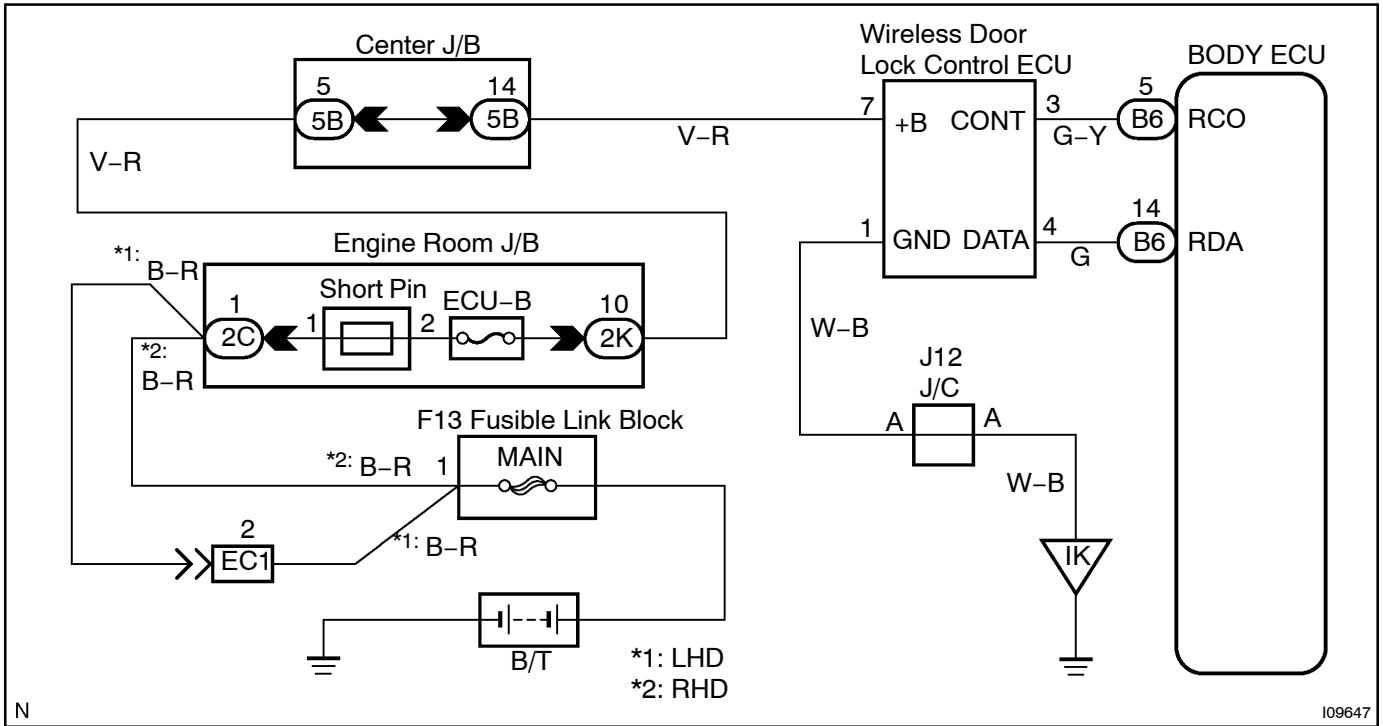 Center J/B
5
14
5B
5B
V−R
V−R
Wireless Door
Lock Control ECU
7
+B
CONT
3
G−Y
5
B6
RCO
BODY ECU
1
GND
DATA
4
G
14
B6
RDA
Engine Room J/B
*1:
B−R
1
2C
Short Pin
1
2
ECU−B
10
2K
*2:
B−R
W−B
J12
J/C
A
A
W−B
IK
F13 Fusible Link Block
*2: B−R
1
MAIN
2
EC1
*1: B−R
B/T
*1: LHD
*2: RHD
N
I09647